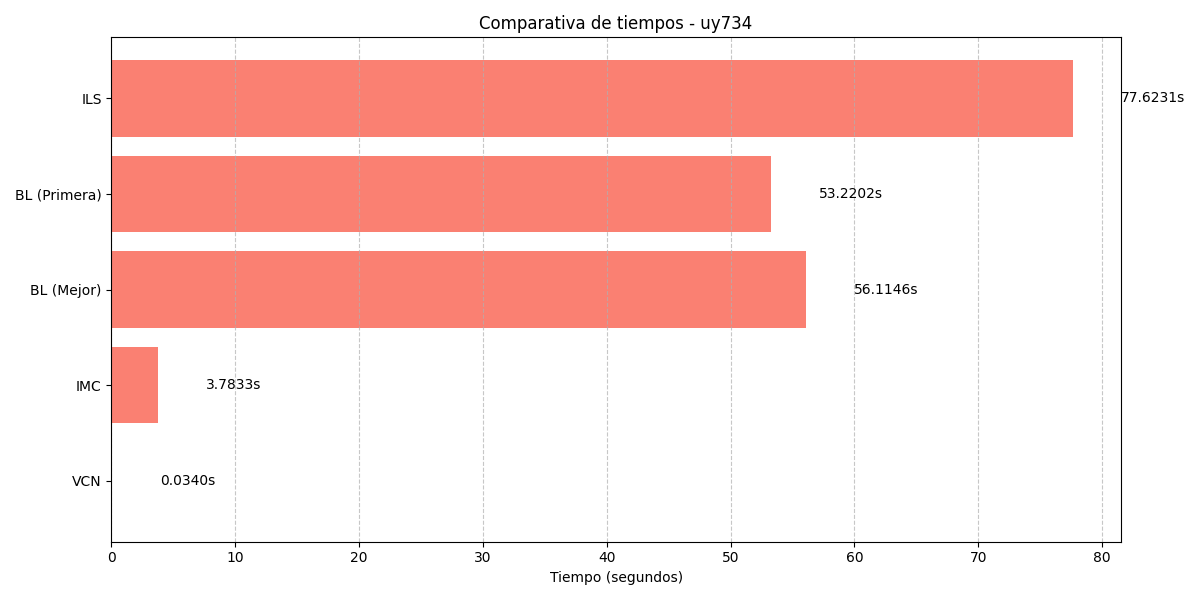 Comparativa de tiempos - uy734
ILS
77.6231s
BL (Primera)
53.2202s
BL (Mejor)
56.1146s
IMC
3.7833s
VCN
0.0340s
0 10 20 30 40 50 60 70 80
Tiempo (segundos)